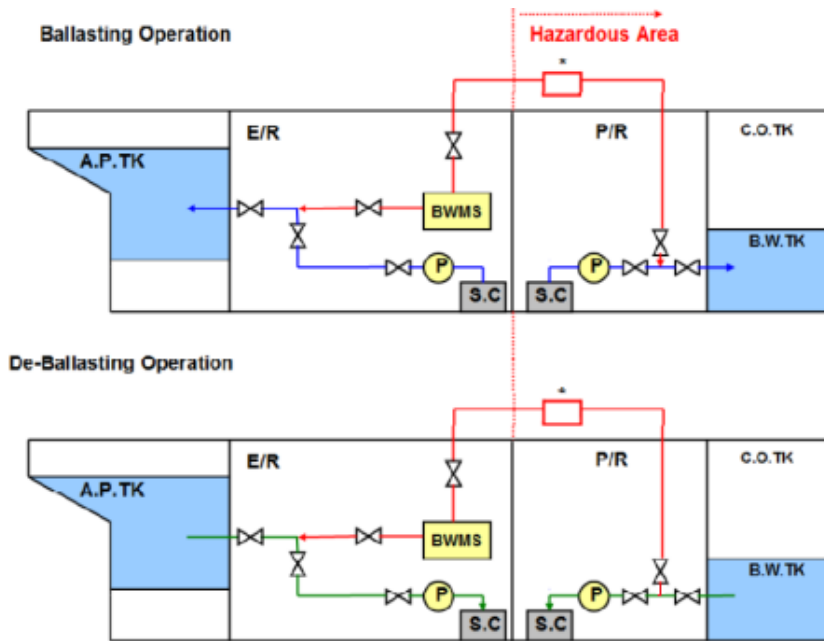 Ballasting Operation
Hazardous Area
*
E/R
P/R
C.O.TK
A.P.TK
BWMS
B.W.TK
P
P
S.C
S.C
De-Ballasting Operation
*
E/R
P/R
C.O.TK
A.P.TK
BWMS
B.W.TK
P
P
S.C
S.C